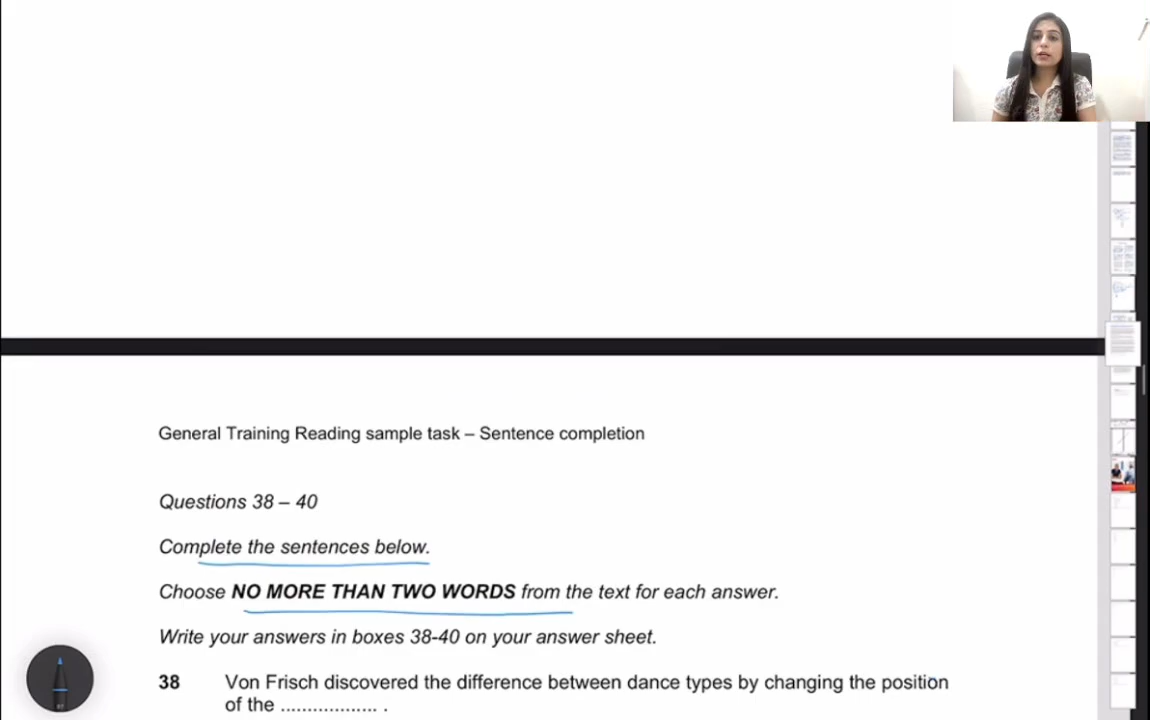 General Training Reading sample task – Sentence completion
Questions 38 – 40
Complete the sentences below.
Choose NO MORE THAN TWO WORDS from the text for each answer.
Write your answers in boxes 38-40 on your answer sheet.
38 Von Frisch discovered the difference between dance types by changing the position
of the .................. .